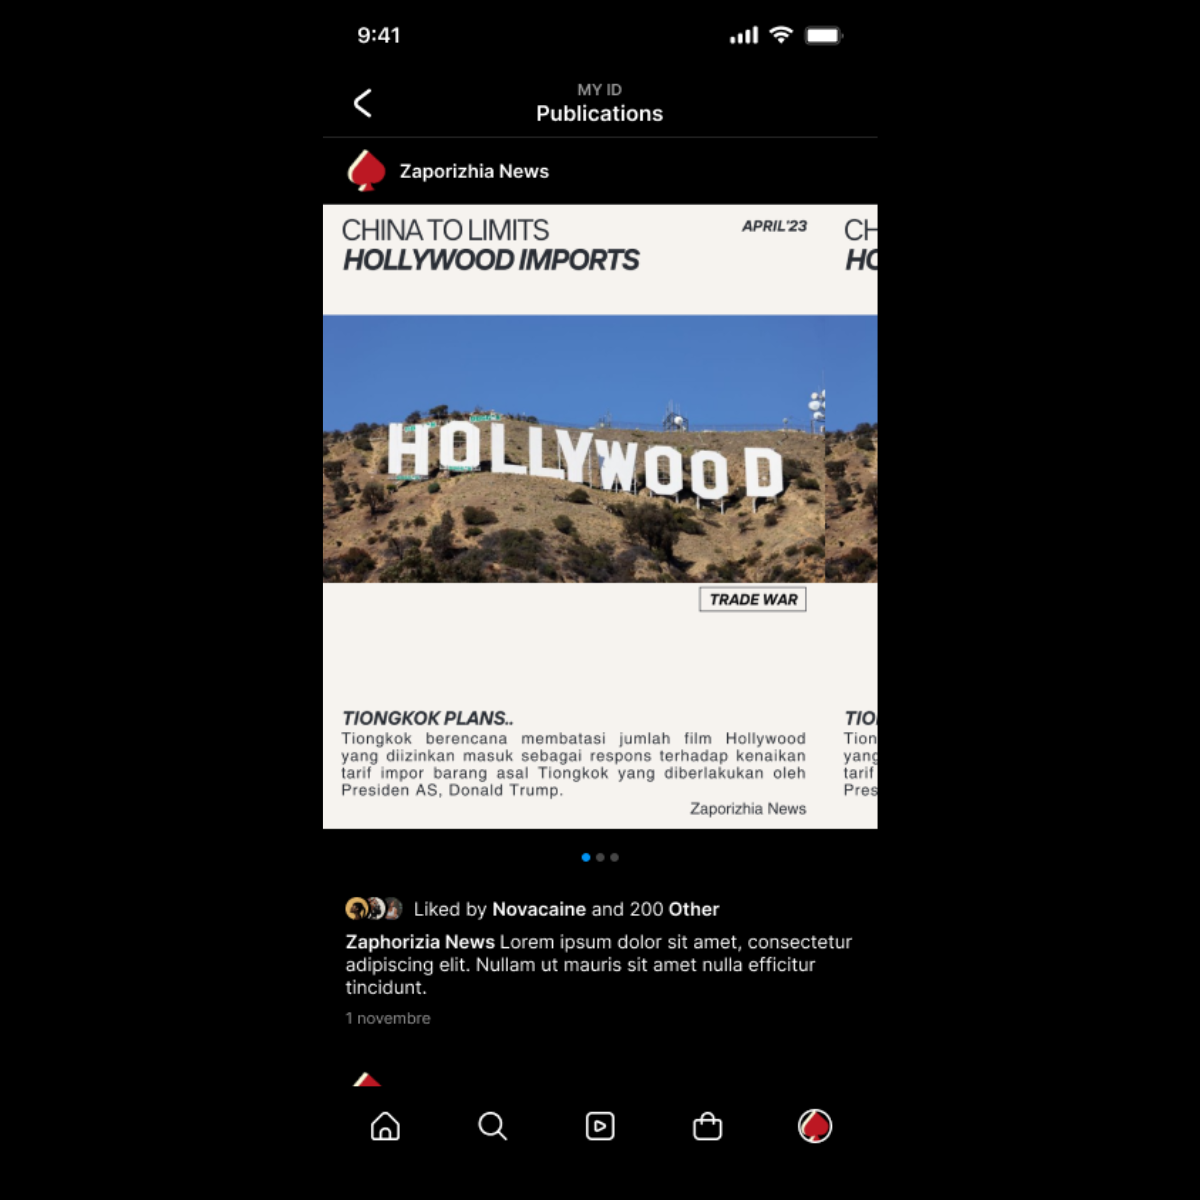 9:41
MY ID
Publications
Zaporizhia News
CHINA TO LIMITS
HOLLYWOOD IMPORTS
APRIL'23
CH
HO
HOLLYWOOD
TRADE WAR
TIONGKOK PLANS..
Tiongkok berencana membatasi jumlah film Hollywood
yang diizinkan masuk sebagai respons terhadap kenaikan
tarif impor barang asal Tiongkok yang diberlakukan oleh
Presiden AS, Donald Trump.
Zaporizhia News
TIO
Tion
yang
tarif
Pres
Liked by Novacaine and 200 Other
Zaphorizia News Lorem ipsum dolor sit amet, consectetur
adipiscing elit. Nullam ut mauris sit amet nulla efficitur
tincidunt.
1 novembre